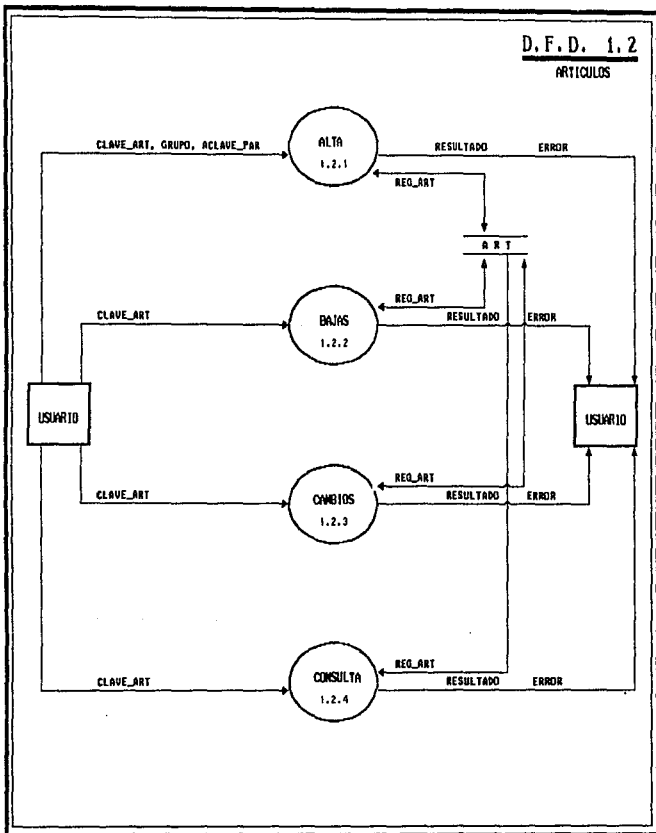 D.F.D. 1.2
ARTICULOS
CLAVE_ART, GRUPO, ACLAVE_PAR
ALTA
1.2.1
RESULTADO ERROR
REG_ART
A R T
REG_ART
CLAVE_ART
BAJAS
1.2.2
RESULTADO ERROR
USUARIO
USUARIO
REG_ART
CLAVE_ART
CAMBIOS
1.2.3
RESULTADO ERROR
REG_ART
CLAVE_ART
CONSULTA
1.2.4
RESULTADO ERROR